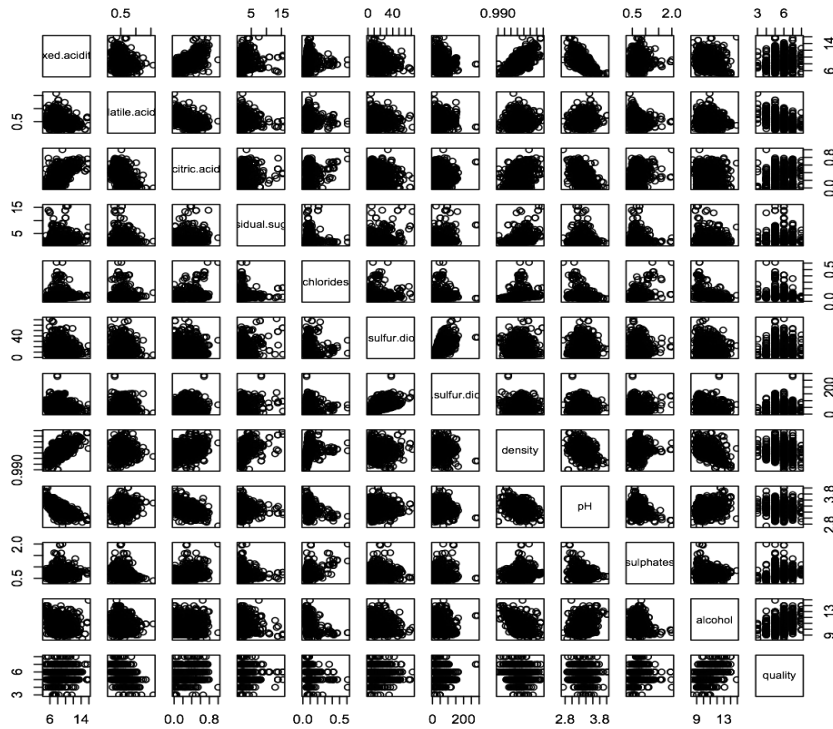 0.5 5 15 0 40 0.990 0.5 2.0 3 6
xed.acidit 6 14
0.5 latile.acid
citric.acid 0.0 0.8
5 15 sidual.sug
chlorides 0.0 0.5
0 40 .sulfur.diox
.sulfur.diox 0 200
0.990 density
pH 2.8 3.8
0.5 2.0 sulphates
alcohol 9 13
3 6 quality
6 14 0.0 0.8 0.0 0.5 0 200 2.8 3.8 9 13